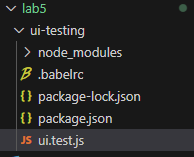 lab5
ui-testing
node_modules
.babelrc
package-lock.json
package.json
JS ui.test.js